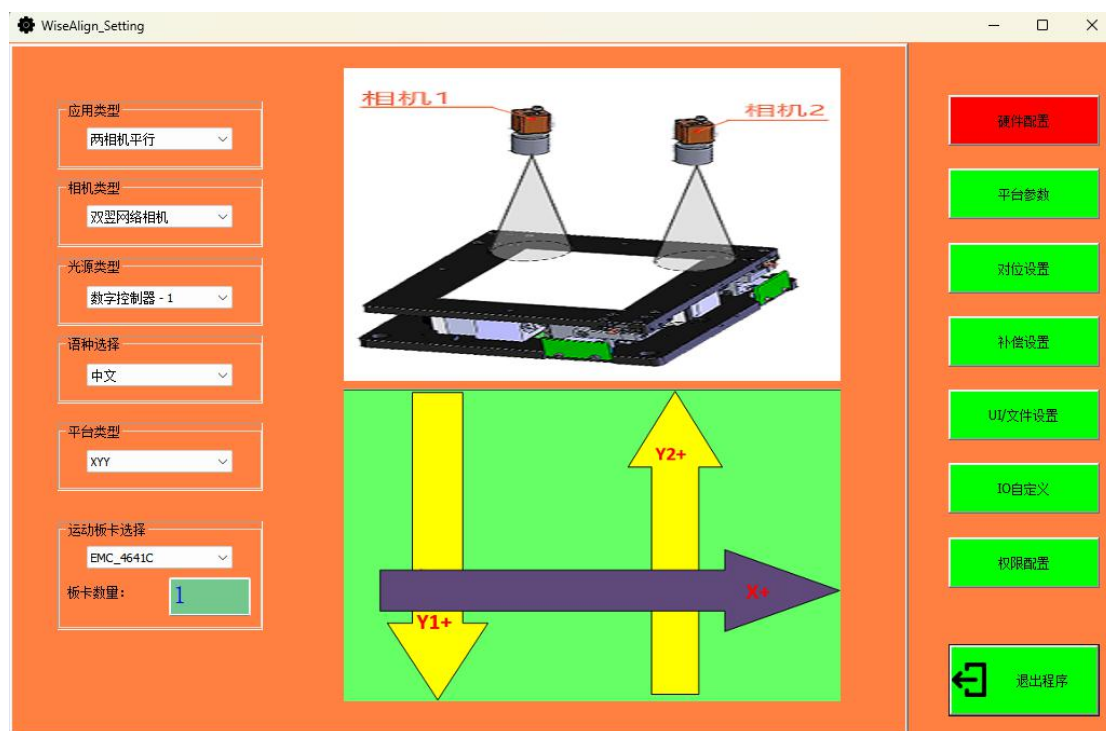 WiseAlign_Setting
应用类型
两相机平行
相机类型
双翌网络相机
光源类型
数字控制器 - 1
语种选择
中文
平台类型
XYY
运动板卡选择
EMC_4641C
板卡数量：
1
相机1
相机2
Y1+
Y2+
X+
硬件配置
平台参数
对位设置
补偿设置
UI/文件设置
IO自定义
权限配置
退出程序